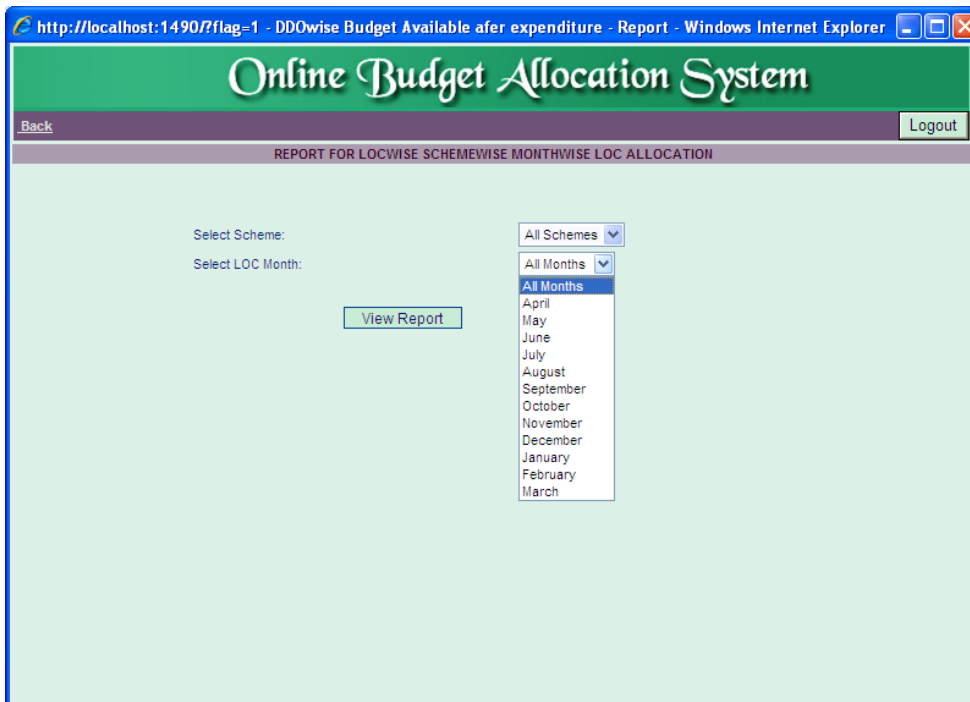 http://localhost:1490/?flag=1 - DDOwise Budget Available afer expenditure - Report - Windows Internet Explorer
Online Budget Allocation System
Back
Logout
REPORT FOR LOCWISE SCHEMEWISE MONTHWISE LOC ALLOCATION
Select Scheme:
All Schemes
Select LOC Month:
All Months
View Report
All Months
April
May
June
July
August
September
October
November
December
January
February
March